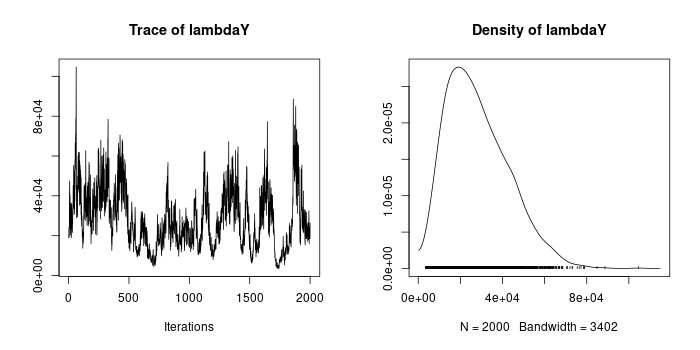 Trace of lambdaY
0e+00
4e+04
8e+04
0
500
1000
1500
2000
Iterations
Density of lambdaY
0.0e+00
1.0e-05
2.0e-05
0e+00
4e+04
8e+04
N = 2000 Bandwidth = 3402